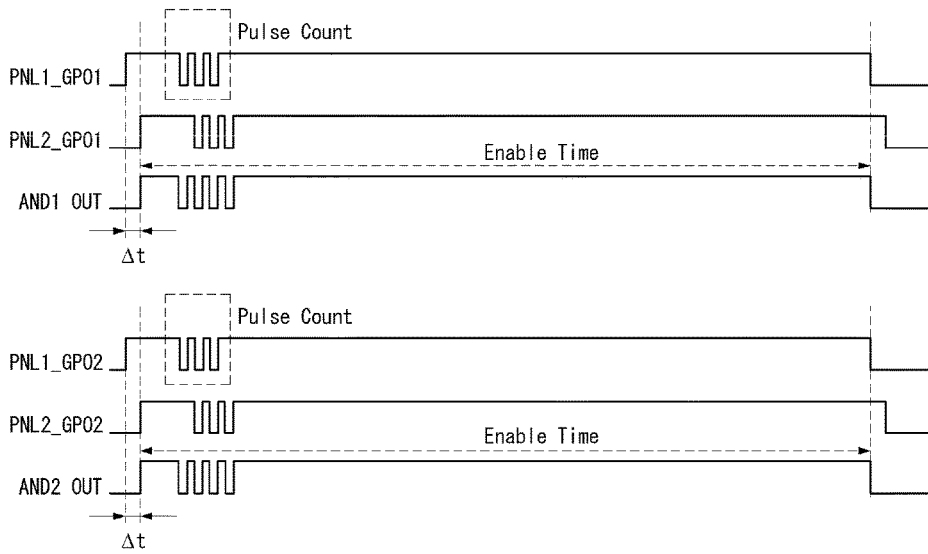 Pulse Count
PNL1_GPO1
PNL2_GPO1
Enable Time
AND1 OUT
Δt
Pulse Count
PNL1_GPO2
PNL2_GPO2
Enable Time
AND2 OUT
Δt